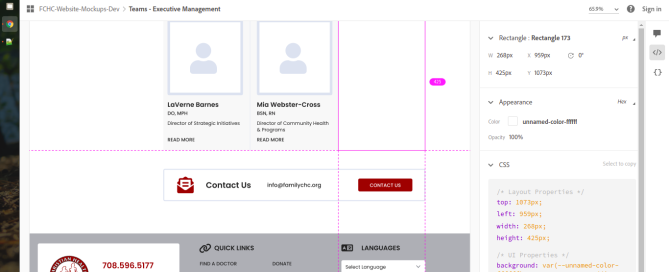 FCHC-Website-Mockups-Dev > Teams - Executive Management
Sign in
Rectangle : Rectangle 173
px
W 268px X 959px 0°
H 425px Y 1073px
Appearance
Hex
Color unnamed-color-ffffff
Opacity 100%
CSS
Select to copy
/* Layout Properties */
top: 1073px;
left: 959px;
width: 268px;
height: 425px;
/* UI Properties */
background: var(--unnamed-color-
425
LaVerne Barnes
DO, MPH
Director of Strategic Initiatives
READ MORE
Mia Webster-Cross
BSN, RN
Director of Community Health
& Programs
READ MORE
Contact Us
info@familychc.org
CONTACT US
708.596.5177
QUICK LINKS
FIND A DOCTOR
DONATE
LANGUAGES
Select Language